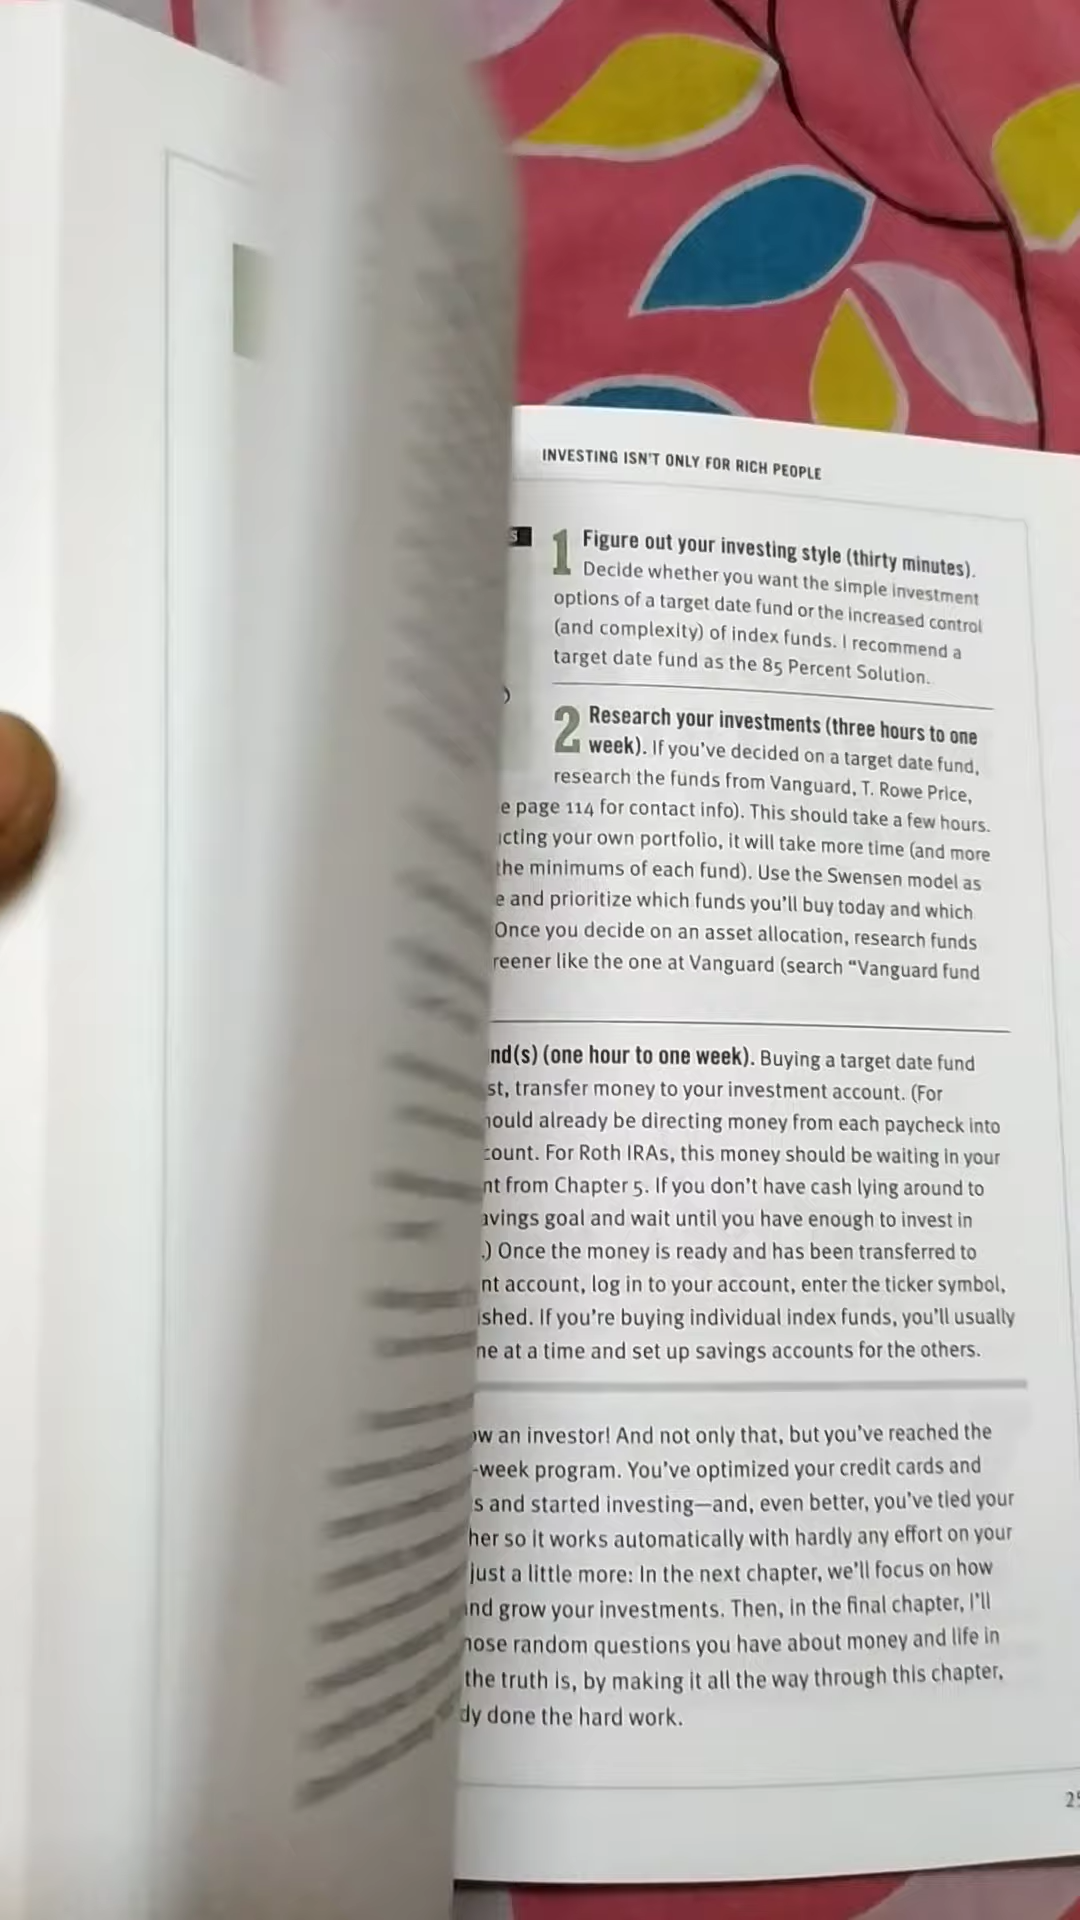 INVESTING ISN'T ONLY FOR RICH PEOPLE
1 Figure out your investing style (thirty minutes).
Decide whether you want the simple investment
options of a target date fund or the increased control
(and complexity) of index funds. I recommend a
target date fund as the 85 Percent Solution.
2 Research your investments (three hours to one
week). If you've decided on a target date fund,
research the funds from Vanguard, T. Rowe Price,
page 114 for contact info). This should take a few hours.
your own portfolio, it will take more time (and more
the minimums of each fund). Use the Swensen model as
and prioritize which funds you'll buy today and which
Once you decide on an asset allocation, research funds
like the one at Vanguard (search "Vanguard fund
(one hour to one week). Buying a target date fund
transfer money to your investment account. (For
already be directing money from each paycheck into
For Roth IRAs, this money should be waiting in your
from Chapter 5. If you don't have cash lying around to
goal and wait until you have enough to invest in
.) Once the money is ready and has been transferred to
account, log in to your account, enter the ticker symbol,
If you're buying individual index funds, you'll usually
at a time and set up savings accounts for the others.
an investor! And not only that, but you've reached the
-week program. You've optimized your credit cards and
and started investing—and, even better, you've tied your
so it works automatically with hardly any effort on your
just a little more: In the next chapter, we'll focus on how
grow your investments. Then, in the final chapter, I'll
random questions you have about money and life in
the truth is, by making it all the way through this chapter,
done the hard work.